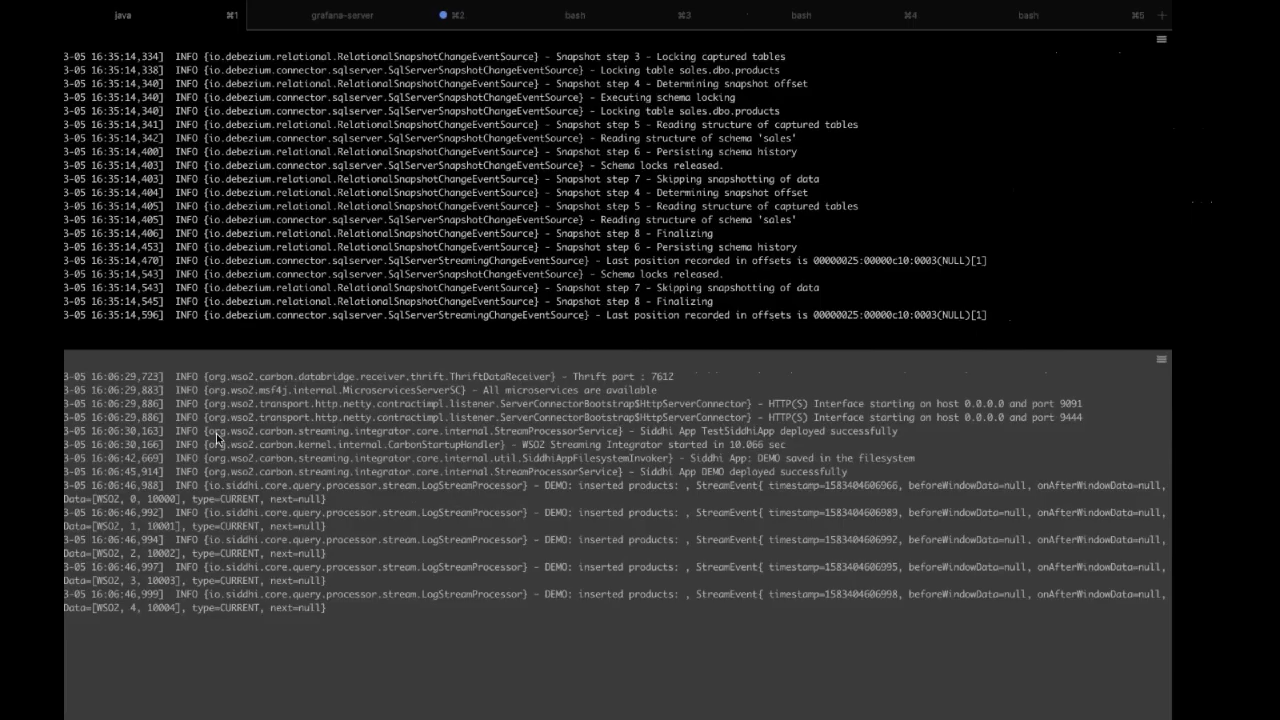 java ⌘1 grafana-server ⌘2 bash ⌘3 bash ⌘4 bash ⌘5 +
3-05 16:35:14,334] INFO {io.debezium.relational.RelationalSnapshotChangeEventSource} - Snapshot step 3 - Locking captured tables
3-05 16:35:14,338] INFO {io.debezium.connector.sqlserver.SqlServerSnapshotChangeEventSource} - Locking table sales.dbo.products
3-05 16:35:14,340] INFO {io.debezium.relational.RelationalSnapshotChangeEventSource} - Snapshot step 4 - Determining snapshot offset
3-05 16:35:14,340] INFO {io.debezium.connector.sqlserver.SqlServerSnapshotChangeEventSource} - Executing schema locking
3-05 16:35:14,340] INFO {io.debezium.connector.sqlserver.SqlServerSnapshotChangeEventSource} - Locking table sales.dbo.products
3-05 16:35:14,341] INFO {io.debezium.relational.RelationalSnapshotChangeEventSource} - Snapshot step 5 - Reading structure of captured tables
3-05 16:35:14,342] INFO {io.debezium.connector.sqlserver.SqlServerSnapshotChangeEventSource} - Reading structure of schema 'sales'
3-05 16:35:14,400] INFO {io.debezium.relational.RelationalSnapshotChangeEventSource} - Snapshot step 6 - Persisting schema history
3-05 16:35:14,403] INFO {io.debezium.connector.sqlserver.SqlServerSnapshotChangeEventSource} - Schema locks released.
3-05 16:35:14,403] INFO {io.debezium.relational.RelationalSnapshotChangeEventSource} - Snapshot step 7 - Skipping snapshotting of data
3-05 16:35:14,404] INFO {io.debezium.relational.RelationalSnapshotChangeEventSource} - Snapshot step 4 - Determining snapshot offset
3-05 16:35:14,405] INFO {io.debezium.relational.RelationalSnapshotChangeEventSource} - Snapshot step 5 - Reading structure of captured tables
3-05 16:35:14,405] INFO {io.debezium.connector.sqlserver.SqlServerSnapshotChangeEventSource} - Reading structure of schema 'sales'
3-05 16:35:14,406] INFO {io.debezium.relational.RelationalSnapshotChangeEventSource} - Snapshot step 8 - Finalizing
3-05 16:35:14,453] INFO {io.debezium.relational.RelationalSnapshotChangeEventSource} - Snapshot step 6 - Persisting schema history
3-05 16:35:14,470] INFO {io.debezium.connector.sqlserver.SqlServerStreamingChangeEventSource} - Last position recorded in offsets is 00000025:00000c10:0003(NULL)[1]
3-05 16:35:14,543] INFO {io.debezium.connector.sqlserver.SqlServerSnapshotChangeEventSource} - Schema locks released.
3-05 16:35:14,543] INFO {io.debezium.relational.RelationalSnapshotChangeEventSource} - Snapshot step 7 - Skipping snapshotting of data
3-05 16:35:14,545] INFO {io.debezium.relational.RelationalSnapshotChangeEventSource} - Snapshot step 8 - Finalizing
3-05 16:35:14,596] INFO {io.debezium.connector.sqlserver.SqlServerStreamingChangeEventSource} - Last position recorded in offsets is 00000025:00000c10:0003(NULL)[1]
3-05 16:06:29,723] INFO {org.wso2.carbon.databridge.receiver.thrift.ThriftDataReceiver} - Thrift port : 7612
3-05 16:06:29,883] INFO {org.wso2.msf4j.internal.MicroservicesServerSC} - All microservices are available
3-05 16:06:29,886] INFO {org.wso2.transport.http.netty.contractimpl.listener.ServerConnectorBootstrap$HttpServerConnector} - HTTP(S) Interface starting on host 0.0.0.0 and port 9091
3-05 16:06:29,886] INFO {org.wso2.transport.http.netty.contractimpl.listener.ServerConnectorBootstrap$HttpServerConnector} - HTTP(S) Interface starting on host 0.0.0.0 and port 9444
3-05 16:06:30,163] INFO {org.wso2.carbon.streaming.integrator.core.internal.StreamProcessorService} - Siddhi App TestSiddhiApp deployed successfully
3-05 16:06:30,166] INFO {org.wso2.carbon.kernel.internal.CarbonStartupHandler} - WSO2 Streaming Integrator started in 10.066 sec
3-05 16:06:42,669] INFO {org.wso2.carbon.streaming.integrator.core.internal.util.SiddhiAppFilesystemInvoker} - Siddhi App: DEMO saved in the filesystem
3-05 16:06:45,914] INFO {org.wso2.carbon.streaming.integrator.core.internal.StreamProcessorService} - Siddhi App DEMO deployed successfully
3-05 16:06:46,988] INFO {io.siddhi.core.query.processor.stream.LogStreamProcessor} - DEMO: inserted products: , StreamEvent{ timestamp=1583404606966, beforeWindowData=null, onAfterWindowData=null,
Data=[WSO2, 0, 10000], type=CURRENT, next=null}
3-05 16:06:46,992] INFO {io.siddhi.core.query.processor.stream.LogStreamProcessor} - DEMO: inserted products: , StreamEvent{ timestamp=1583404606989, beforeWindowData=null, onAfterWindowData=null,
Data=[WSO2, 1, 10001], type=CURRENT, next=null}
3-05 16:06:46,994] INFO {io.siddhi.core.query.processor.stream.LogStreamProcessor} - DEMO: inserted products: , StreamEvent{ timestamp=1583404606992, beforeWindowData=null, onAfterWindowData=null,
Data=[WSO2, 2, 10002], type=CURRENT, next=null}
3-05 16:06:46,997] INFO {io.siddhi.core.query.processor.stream.LogStreamProcessor} - DEMO: inserted products: , StreamEvent{ timestamp=1583404606995, beforeWindowData=null, onAfterWindowData=null,
Data=[WSO2, 3, 10003], type=CURRENT, next=null}
3-05 16:06:46,999] INFO {io.siddhi.core.query.processor.stream.LogStreamProcessor} - DEMO: inserted products: , StreamEvent{ timestamp=1583404606998, beforeWindowData=null, onAfterWindowData=null,
Data=[WSO2, 4, 10004], type=CURRENT, next=null}